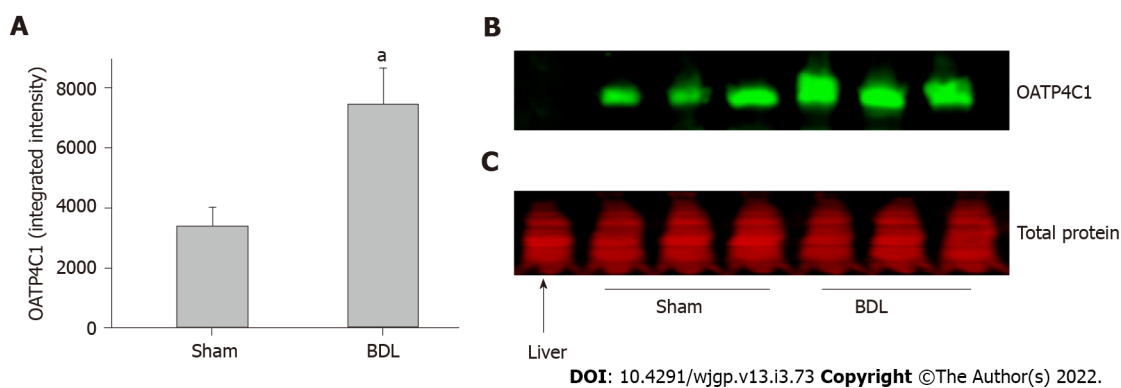 A
OATP4C1 (integrated intensity)
8000
6000
4000
2000
0
a
Sham
BDL
B
OATP4C1
C
Total protein
Sham
BDL
Liver
DOI: 10.4291/wjgp.v13.i3.73 Copyright ©The Author(s) 2022.